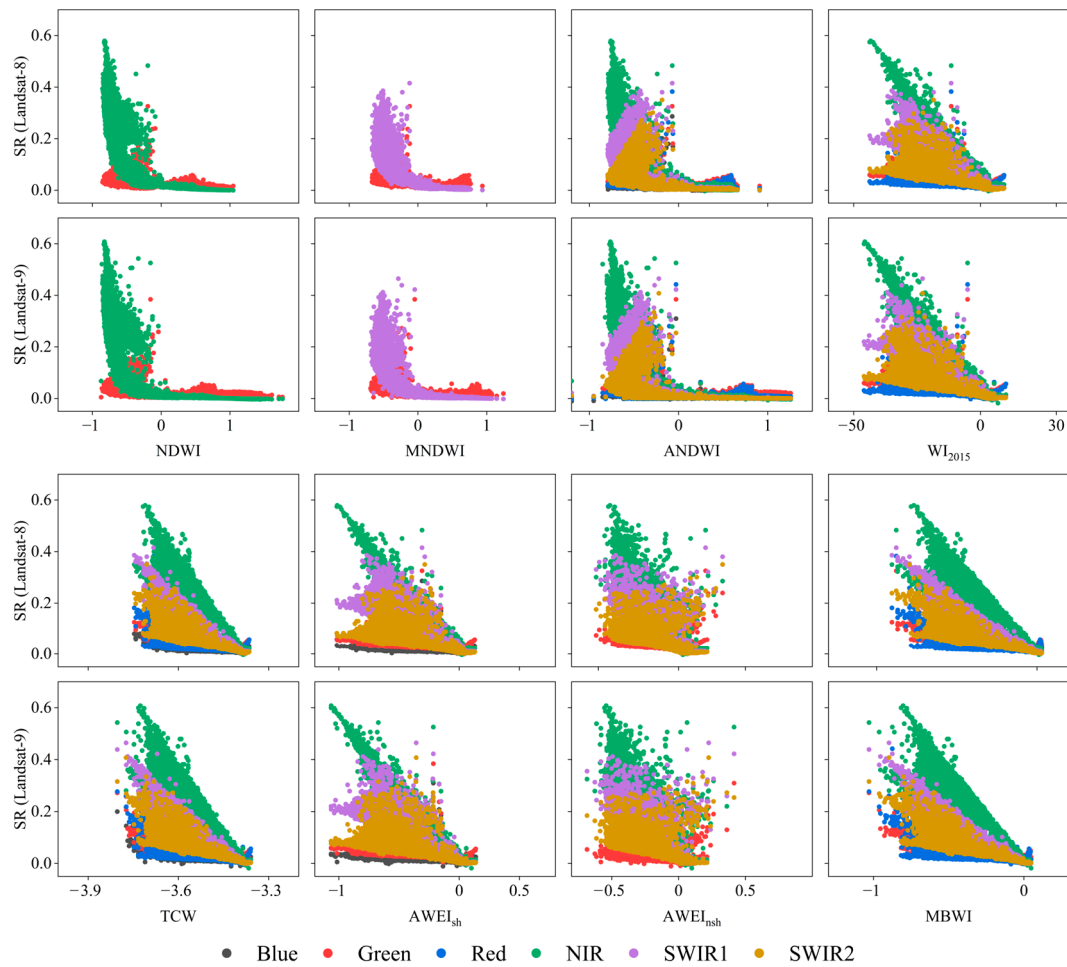 0.6
0.4
0.2
0.0
SR (Landsat-8)
0.6
0.4
0.2
0.0
SR (Landsat-9)
−1 0 1
−1 0 1
−1 0 1
−50 0 30
NDWI MNDWI ANDWI WI2015
0.6
0.4
0.2
0.0
SR (Landsat-8)
0.6
0.4
0.2
0.0
SR (Landsat-9)
−3.9 −3.6 −3.3
−1 0 0.5
−0.5 0 0.5
−1 0
TCW AWEIsh AWEInsh MBWI
Blue Green Red NIR SWIR1 SWIR2